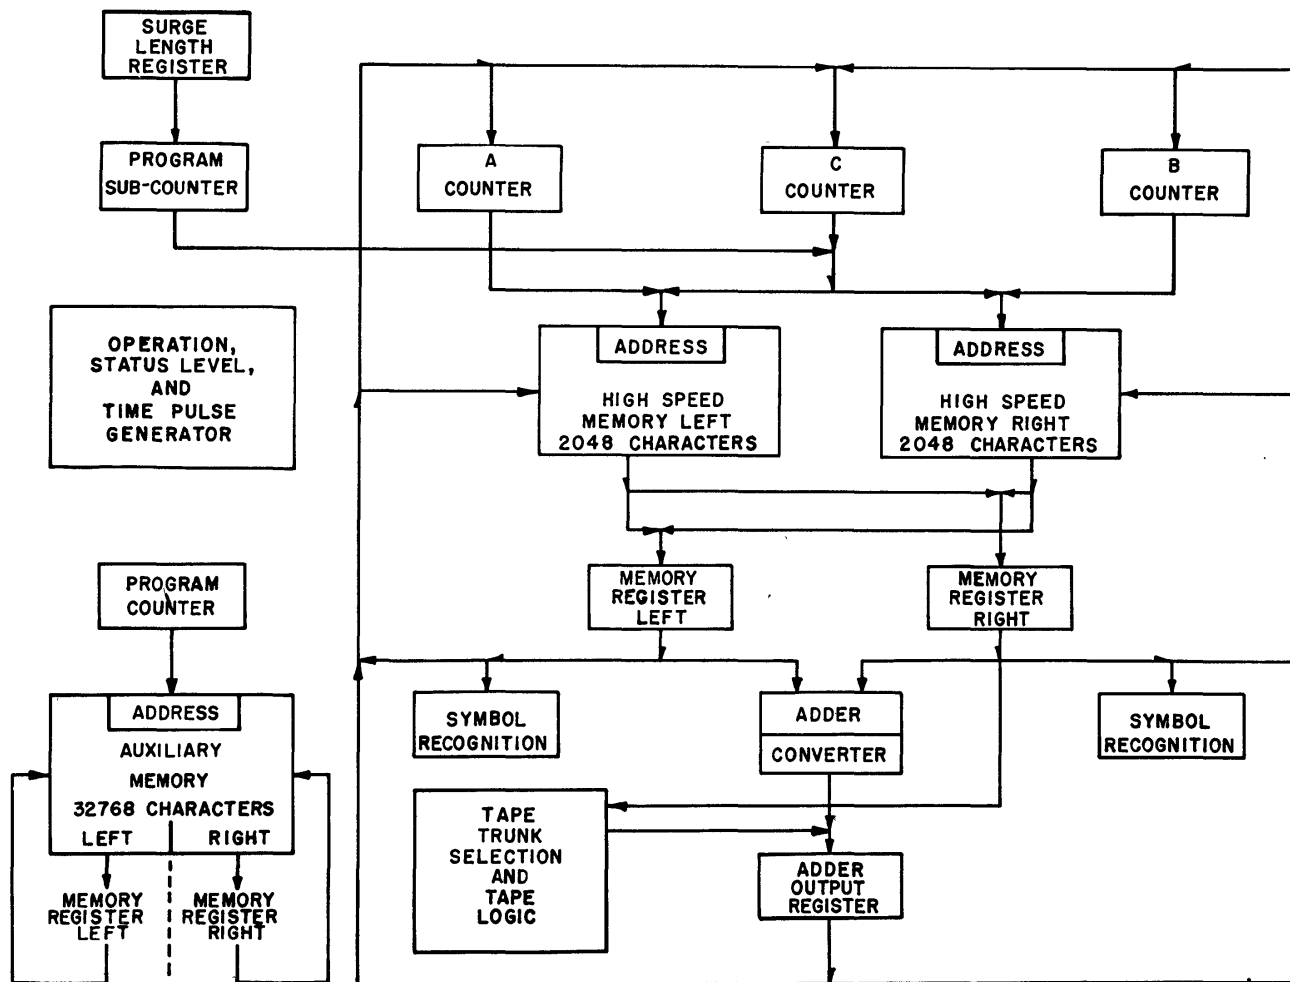 SURGE
LENGTH
REGISTER
PROGRAM
SUB-COUNTER
A
COUNTER
C
COUNTER
B
COUNTER
OPERATION,
STATUS LEVEL,
AND
TIME PULSE
GENERATOR
ADDRESS
HIGH SPEED
MEMORY LEFT
2048 CHARACTERS
ADDRESS
HIGH SPEED
MEMORY RIGHT
2048 CHARACTERS
PROGRAM
COUNTER
MEMORY
REGISTER
LEFT
MEMORY
REGISTER
RIGHT
ADDRESS
AUXILIARY
MEMORY
32768 CHARACTERS
LEFT
RIGHT
MEMORY
REGISTER
LEFT
MEMORY
REGISTER
RIGHT
SYMBOL
RECOGNITION
ADDER
CONVERTER
SYMBOL
RECOGNITION
TAPE
TRUNK
SELECTION
AND
TAPE
LOGIC
ADDER
OUTPUT
REGISTER